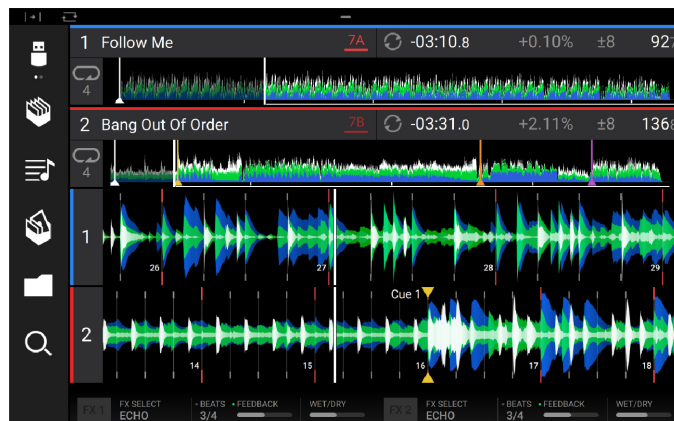 1 Follow Me 7A -03:10.8 +0.10% ±8 927
4
2 Bang Out Of Order 7B -03:31.0 +2.11% ±8 1368
4
1
26 27 28 29
Cue 1
2
14 15 16 17 18
FX 1 FX SELECT BEATS FEEDBACK WET/DRY FX 2 FX SELECT BEATS FEEDBACK WET/DRY
ECHO 3/4 ECHO 3/4